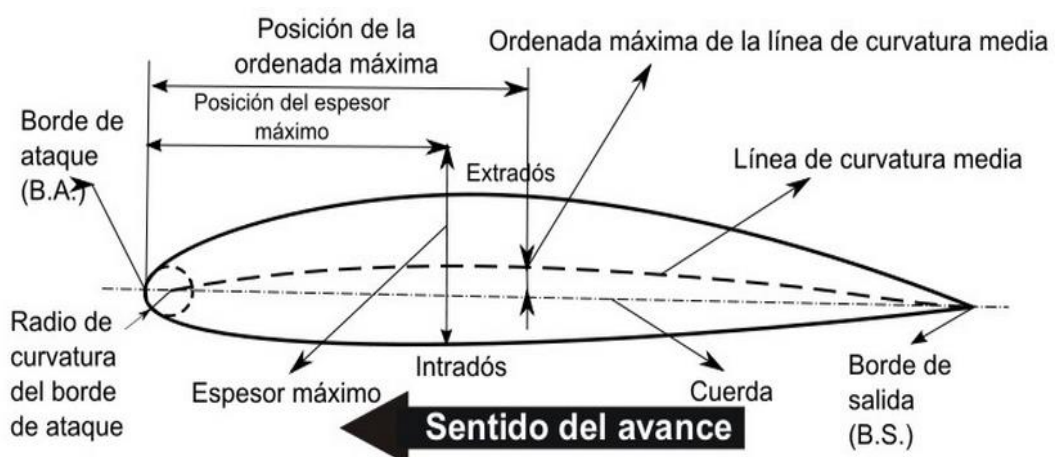 Posición de la
ordenada máxima
Ordenada máxima de la línea de curvatura media
Posición del espesor
máximo
Borde de
ataque
(B.A.)
Extradós
Línea de curvatura media
Radio de
curvatura
del borde
de ataque
Espesor máximo
Intradós
Cuerda
Borde de
salida
(B.S.)
Sentido del avance